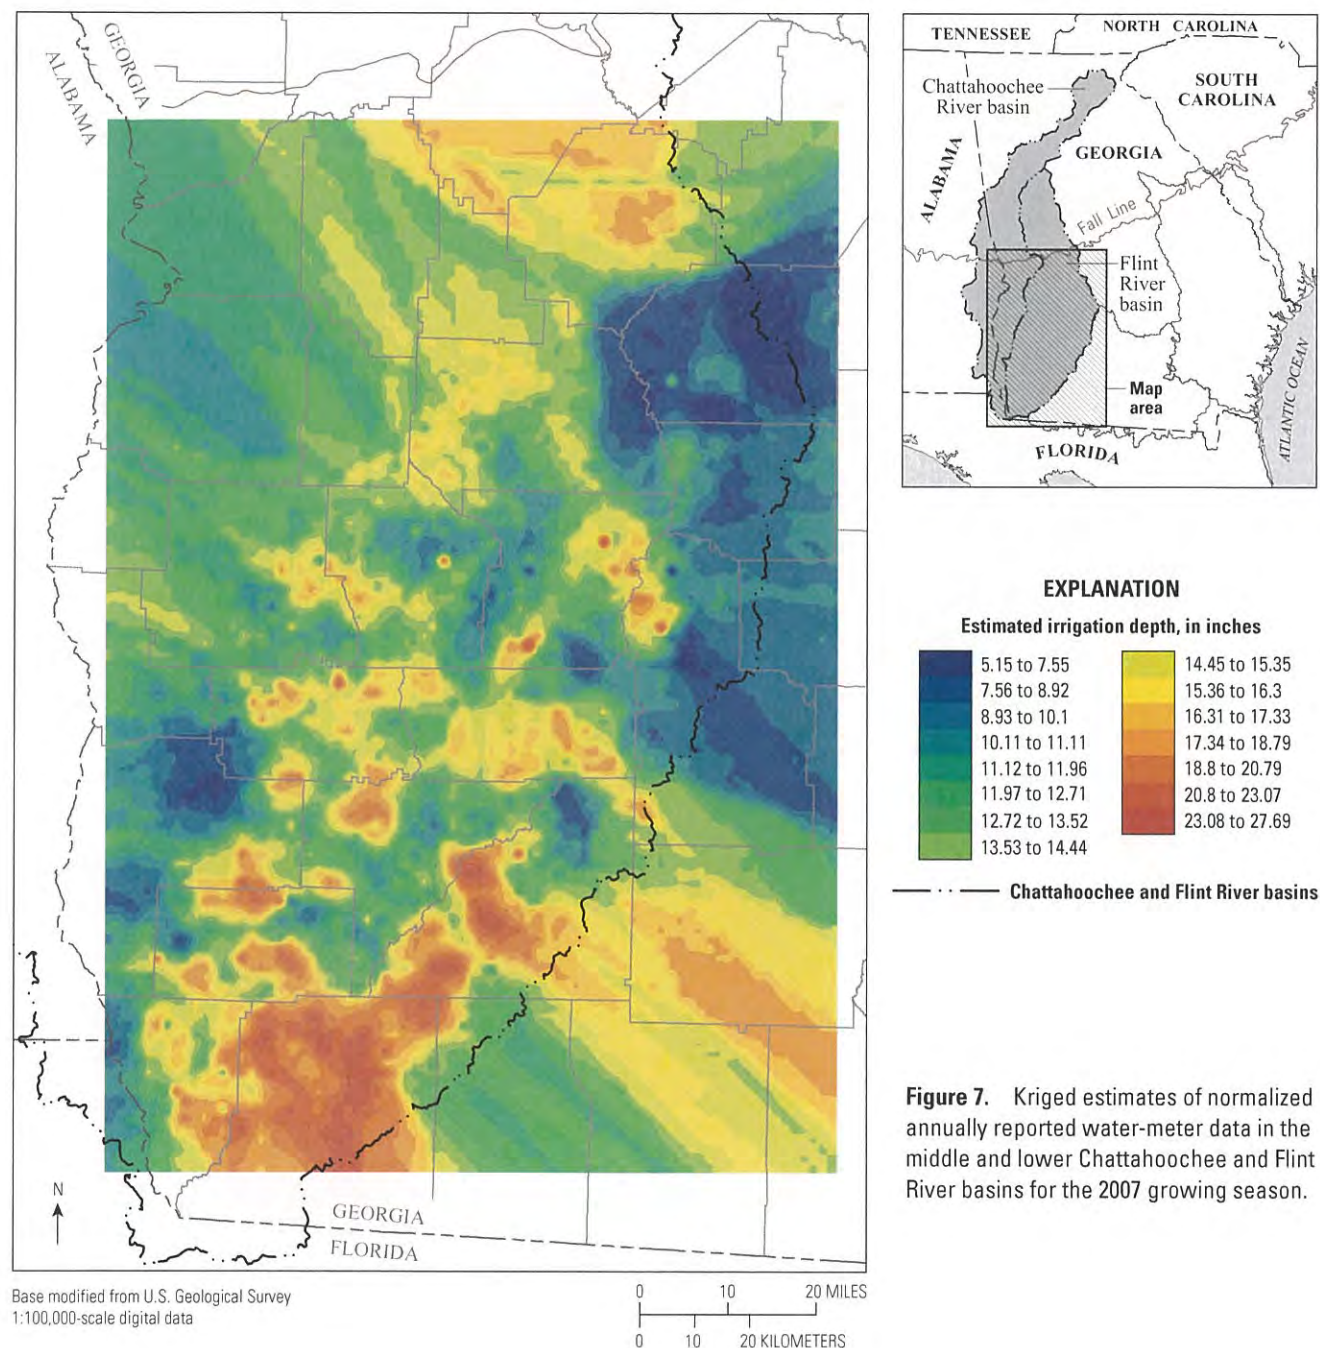 GEORGIA
ALABAMA
TENNESSEE
NORTH CAROLINA
Chattahoochee
River basin
SOUTH
CAROLINA
ALABAMA
GEORGIA
Fall Line
Flint
River
basin
Map
area
FLORIDA
ATLANTIC OCEAN
EXPLANATION
Estimated irrigation depth, in inches
5.15 to 7.55
7.56 to 8.92
8.93 to 10.1
10.11 to 11.11
11.12 to 11.96
11.97 to 12.71
12.72 to 13.52
13.53 to 14.44
14.45 to 15.35
15.36 to 16.3
16.31 to 17.33
17.34 to 18.79
18.8 to 20.79
20.8 to 23.07
23.08 to 27.69
Chattahoochee and Flint River basins
Figure 7. Kriged estimates of normalized
annually reported water-meter data in the
middle and lower Chattahoochee and Flint
River basins for the 2007 growing season.
N
GEORGIA
FLORIDA
Base modified from U.S. Geological Survey
1:100,000-scale digital data
0 10 20 MILES
0 10 20 KILOMETERS